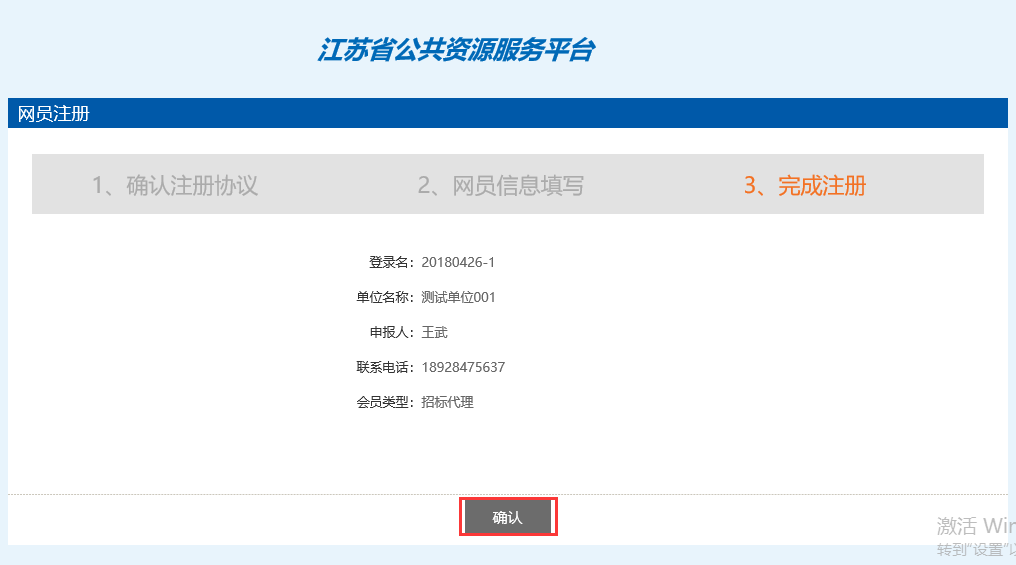 江苏省公共资源服务平台
网员注册
1、确认注册协议 2、网员信息填写 3、完成注册
登录名：20180426-1
单位名称：测试单位001
申报人：王武
联系电话：18928475637
会员类型：招标代理
确认
激活 Win
转到"设置"以